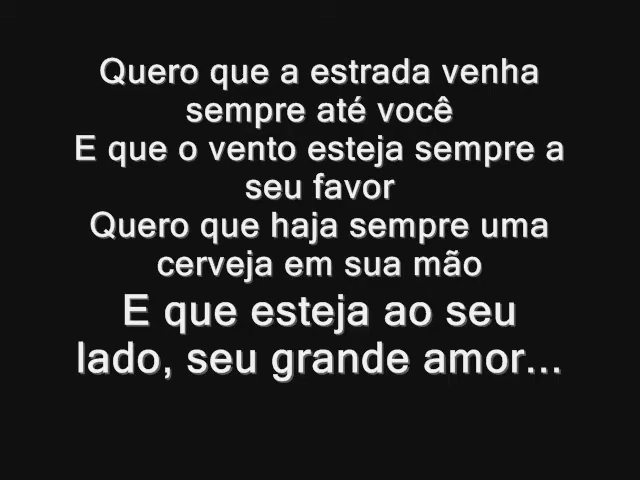 Quero que a estrada venha
sempre até você
E que o vento esteja sempre a
seu favor
Quero que haja sempre uma
cerveja em sua mão
E que esteja ao seu
lado, seu grande amor...